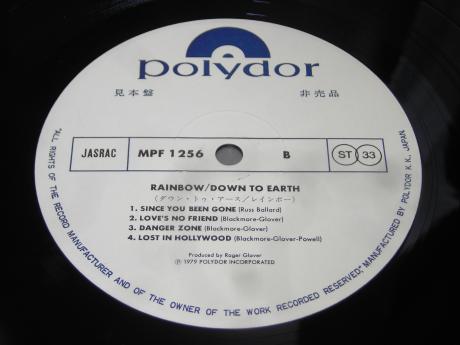 polydor
見本盤 非売品
JASRAC MPF 1256 B ST 33
RAINBOW/DOWN TO EARTH
(ダウン・トゥ・アース/レインボー)
1. SINCE YOU BEEN GONE (Russ Ballard)
2. LOVE'S NO FRIEND (Blackmore-Glover)
3. DANGER ZONE (Blackmore-Glover)
4. LOST IN HOLLYWOOD (Blackmore-Glover-Powell)
Produced by Roger Glover
Ⓟ 1979 POLYDOR INCORPORATED
"ALL RIGHTS OF THE RECORD MANUFACTURER AND OF THE OWNER OF THE WORK RECORDED RESERVED." MANUFACTURED BY POLYDOR K.K., JAPAN